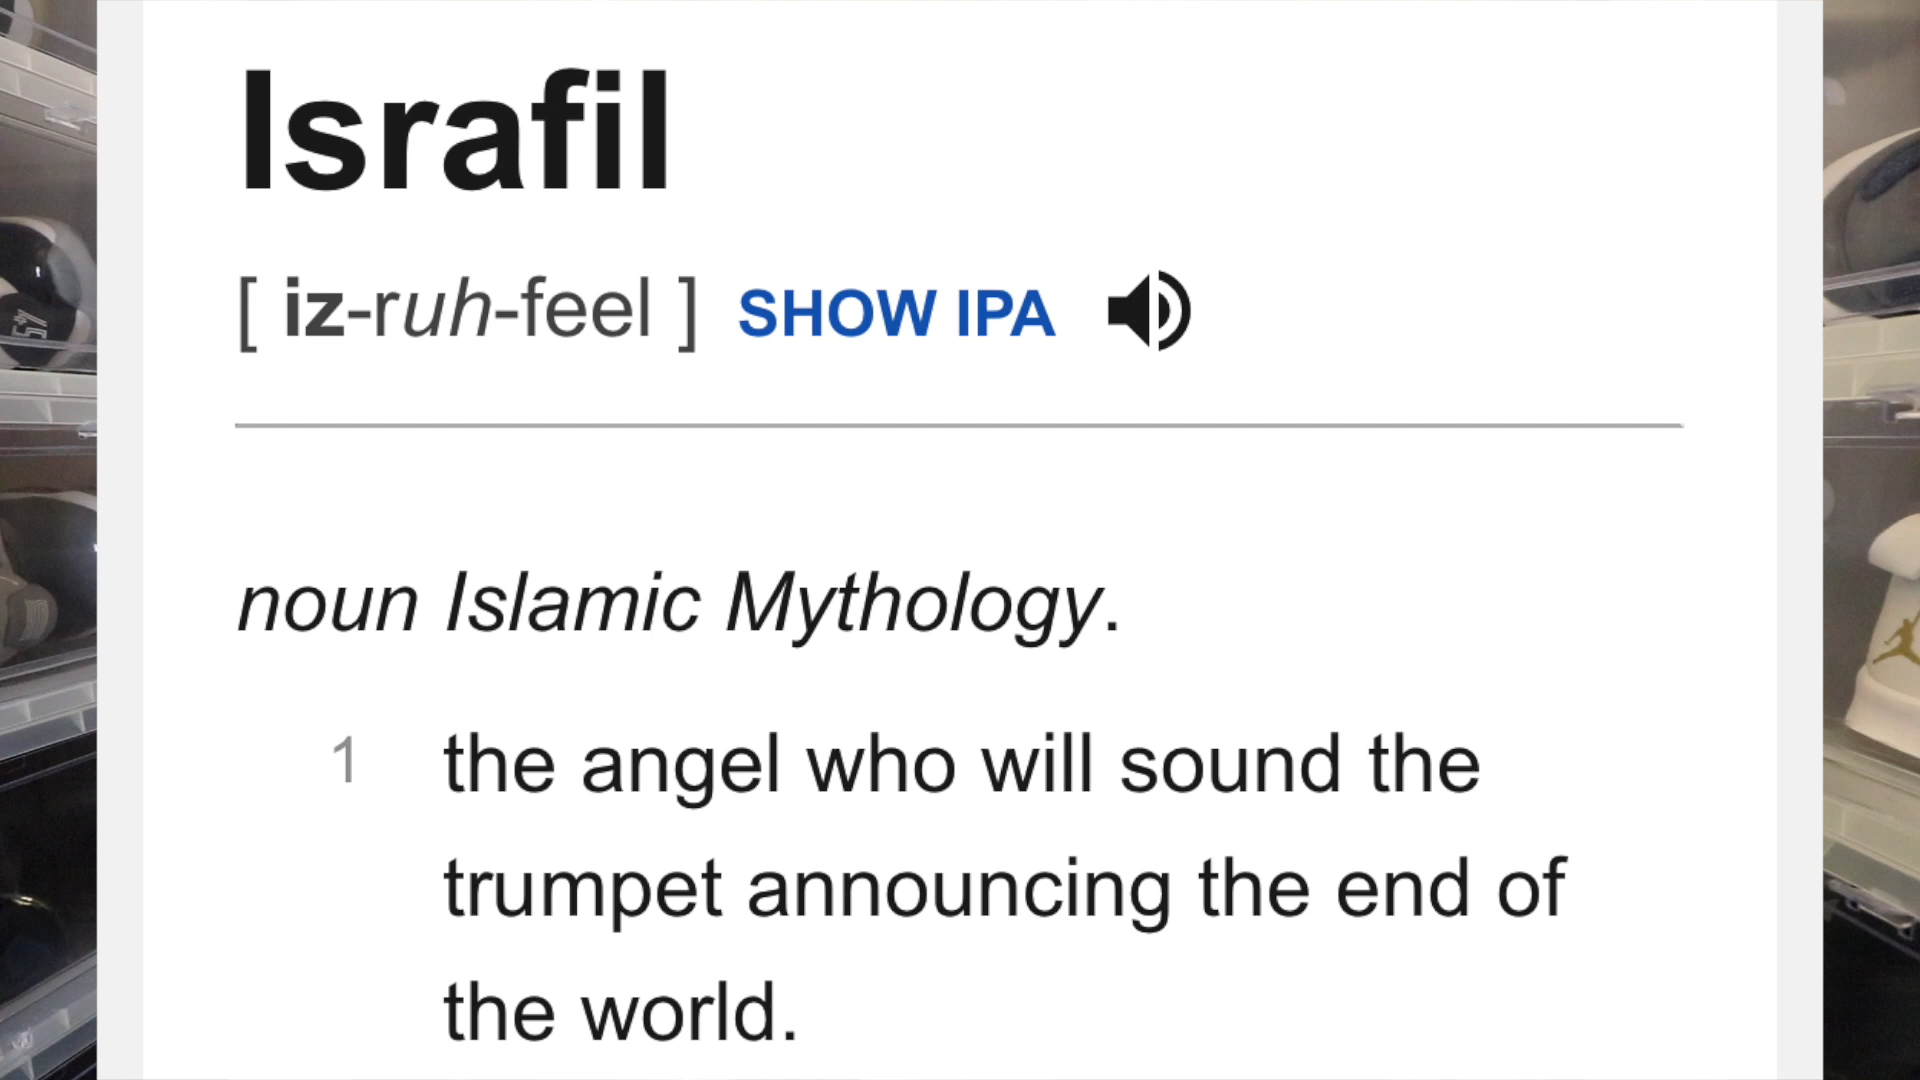 Israfil
[ iz-ruh-feel ] SHOW IPA
noun Islamic Mythology.
1 the angel who will sound the
trumpet announcing the end of
the world.
57